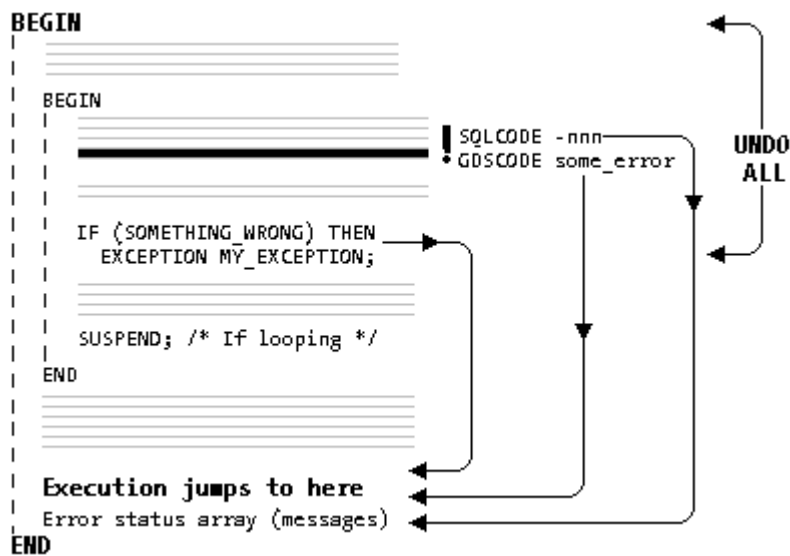 BEGIN
BEGIN
! SQLCODE -nnn
GDSCODE some_error
UNDO
ALL
IF (SOMETHING_WRONG) THEN
EXCEPTION MY_EXCEPTION;
SUSPEND; /* If looping */
END
Execution jumps to here
Error status array (messages)
END